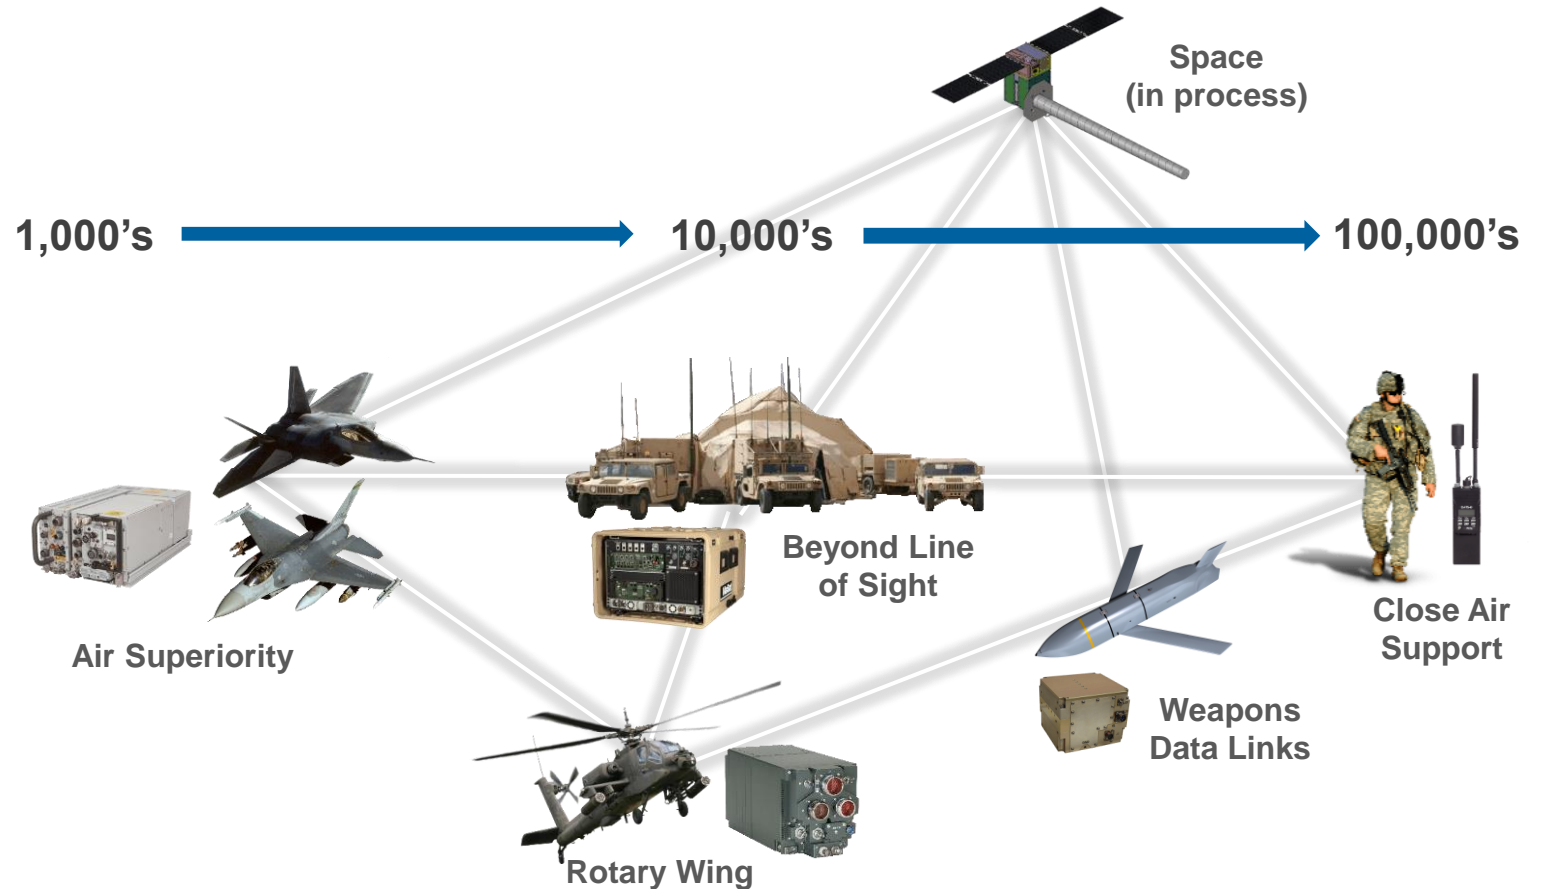 Space
(in process)
1,000's
10,000's
100,000's
Beyond Line
of Sight
Close Air
Support
Air Superiority
Weapons
Data Links
Rotary Wing